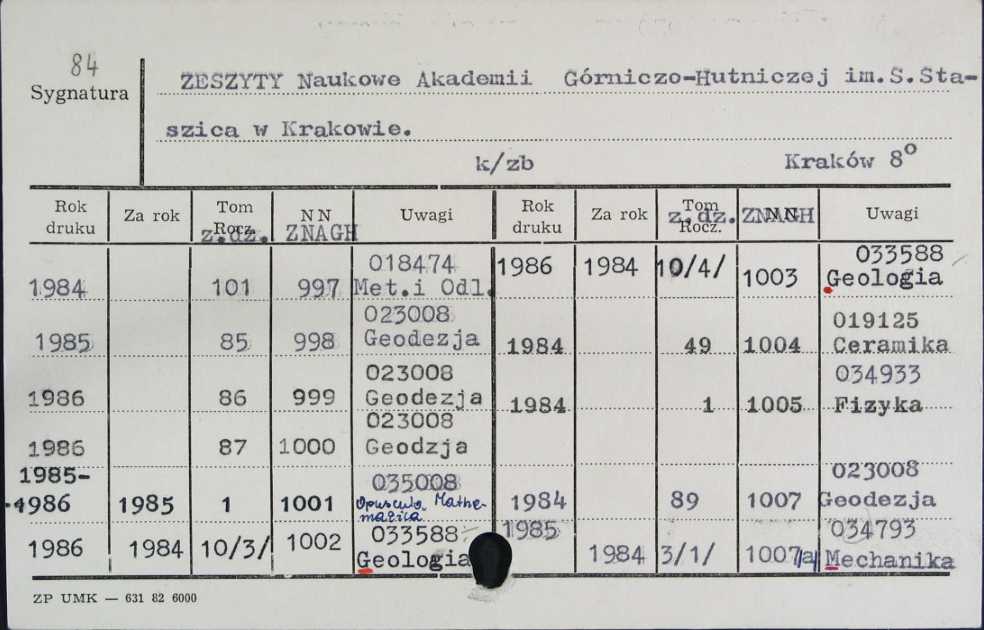 84
Sygnatura
ZESZYTY Naukowe Akademii Górniczo-Hutniczej im.S.Sta-
szica w Krakowie.
k/zb Kraków 8°
Rok druku Za rok Tom Rocz. z.dz. NN ZNAGH Uwagi Rok druku Za rok Tom Rocz. z.dz. NN ZNAGH Uwagi
1984 101 997 018474 Met.i Odl.
1985 85 998 023008 Geodezja
1986 86 999 023008 Geodezja
1986 87 1000 023008 Geodzja
1985-1986 1985 1 1001 035008 Opuscula Mathematica
1986 1984 10/3/ 1002 033588 Geologia
1986 1984 10/4/ 1003 033588 Geologia
1984 49 1004 019125 Ceramika
1984 1 1005 034933 Fizyka
1984 89 1007 023008 Geodezja
1985 1984 3/1/ 1007/a/ 034793 Mechanika
ZP UMK — 631 82 6000